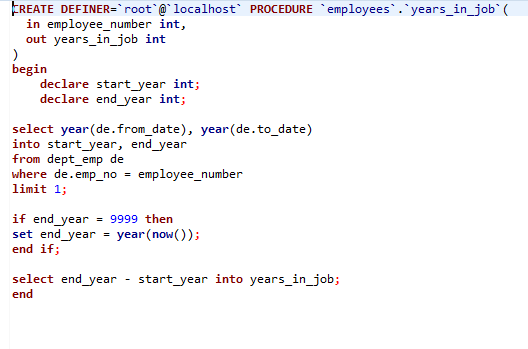 CREATE DEFINER=`root`@`localhost` PROCEDURE `employees`.`years_in_job`(
in employee_number int,
out years_in_job int
)
begin
declare start_year int;
declare end_year int;
select year(de.from_date), year(de.to_date)
into start_year, end_year
from dept_emp de
where de.emp_no = employee_number
limit 1;
if end_year = 9999 then
set end_year = year(now());
end if;
select end_year - start_year into years_in_job;
end